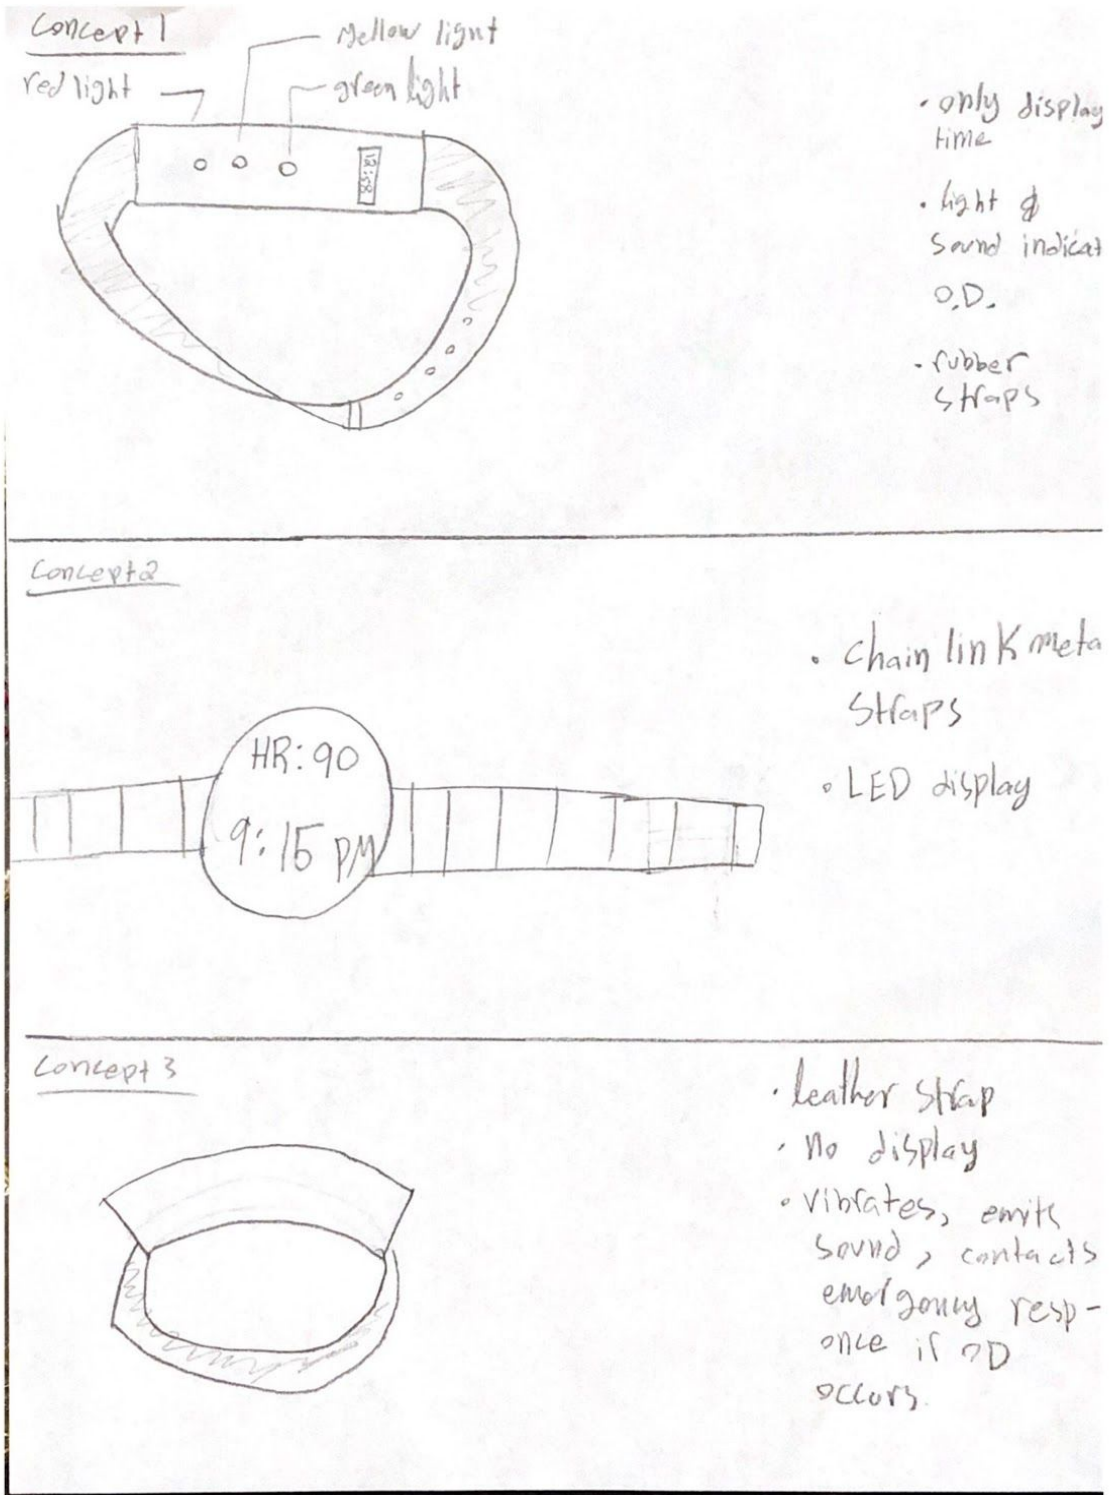 Concept 1
yellow light
red light
green light
12:58
• only display
time
• light &
sound indicat
O.D.
• rubber
straps
Concept 2
HR: 90
9:15 PM
• Chain link meta
straps
• LED display
Concept 3
• leather strap
• No display
• vibrates, emits
sound, contacts
emergency resp-
once if OD
occurs.